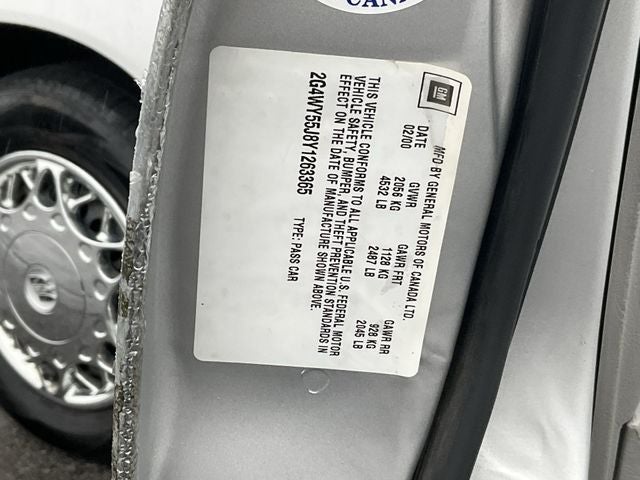 CANA
GM
MFD BY GENERAL MOTORS OF CANADA LTD.
DATE GVWR GAWR FRT GAWR RR
02/00 2056 KG 1128 KG 928 KG
4532 LB 2487 LB 2045 LB
THIS VEHICLE CONFORMS TO ALL APPLICABLE U.S. FEDERAL MOTOR
VEHICLE SAFETY, BUMPER, AND THEFT PREVENTION STANDARDS IN
EFFECT ON THE DATE OF MANUFACTURE SHOWN ABOVE.
2G4WY55J8Y1263365 TYPE: PASS CAR